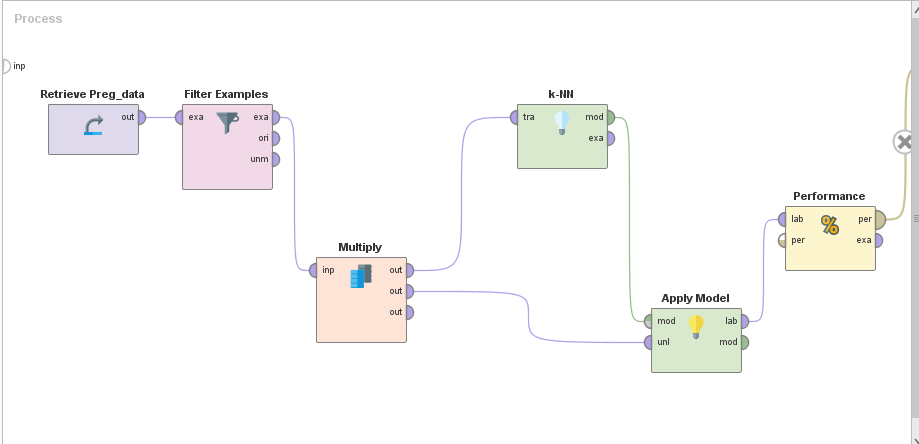 Process
inp
Retrieve Preg_data
out
Filter Examples
exa exa
ori
unm
k-NN
tra mod
exa
Multiply
inp out
out
out
Performance
lab per
per exa
%
Apply Model
mod lab
unl mod